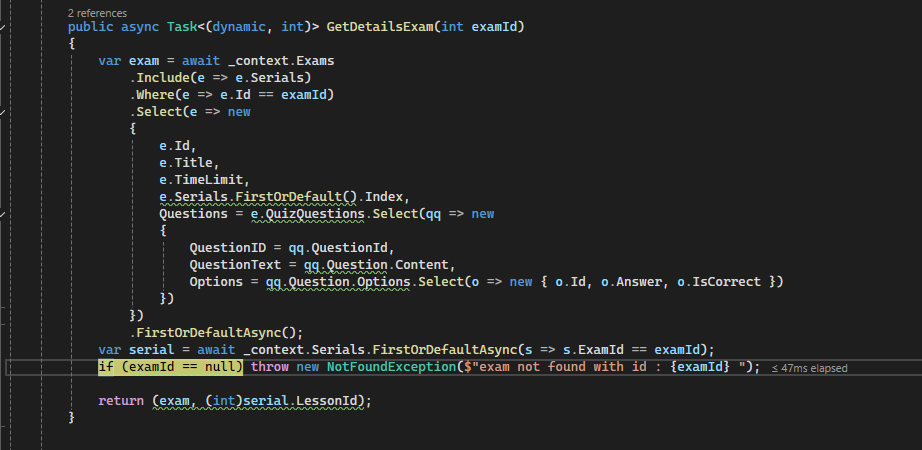 2 references
public async Task<(dynamic, int)> GetDetailsExam(int examId)
{
var exam = await _context.Exams
.Include(e => e.Serials)
.Where(e => e.Id == examId)
.Select(e => new
{
e.Id,
e.Title,
e.TimeLimit,
e.Serials.FirstOrDefault().Index,
Questions = e.QuizQuestions.Select(qq => new
{
QuestionID = qq.QuestionId,
QuestionText = qq.Question.Content,
Options = qq.Question.Options.Select(o => new { o.Id, o.Answer, o.IsCorrect })
})
})
.FirstOrDefaultAsync();
var serial = await _context.Serials.FirstOrDefaultAsync(s => s.ExamId == examId);
if (examId == null) throw new NotFoundException($"exam not found with id : {examId} "); ≤ 47ms elapsed
return (exam, (int)serial.LessonId);
}